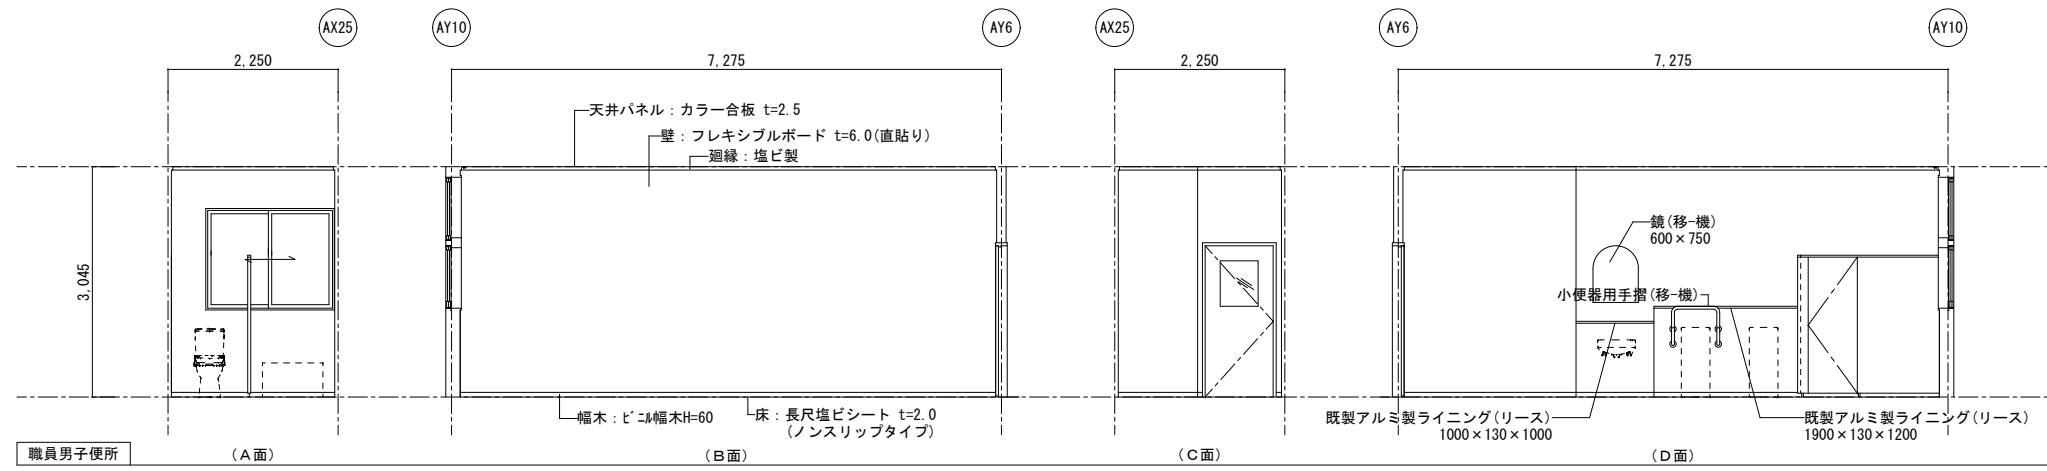 AX25
AY10
AY6
AX25
AY6
AY10
2,250
7,275
2,250
7,275
天井パネル：カラー合板 t=2.5
壁：フレキシブルボード t=6.0(直貼り)
廻縁：塩ビ製
3,045
鏡(移-機)
600×750
小便器用手摺(移-機)
幅木：ﾋﾞﾆﾙ幅木H=60
床：長尺塩ビシート t=2.0
(ノンスリップタイプ)
既製アルミ製ライニング(リース)
1000×130×1000
既製アルミ製ライニング(リース)
1900×130×1200
職員男子便所
(A面)
(B面)
(C面)
(D面)